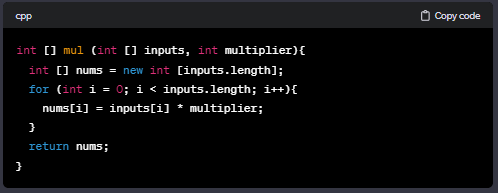 cpp Copy code
int [] mul (int [] inputs, int multiplier){
int [] nums = new int [inputs.length];
for (int i = 0; i < inputs.length; i++){
nums[i] = inputs[i] * multiplier;
}
return nums;
}